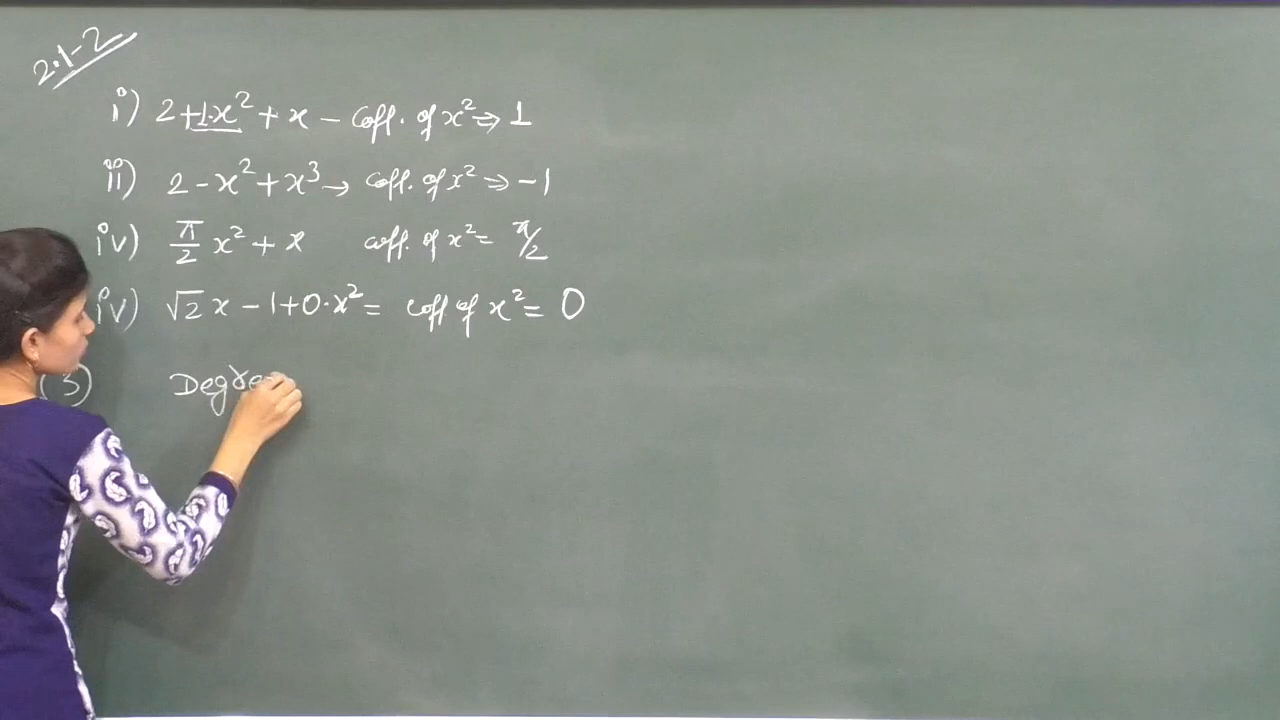 2.1-2
i) 2+1·x²+x – Coff. of x² ⇒ 1
ii) 2-x²+x³ → coff. of x² ⇒ -1
iv) π/2 x² + x coff. of x² = π/2
iv) √2 x - 1 + 0·x² = coff of x² = 0
(3) Degree